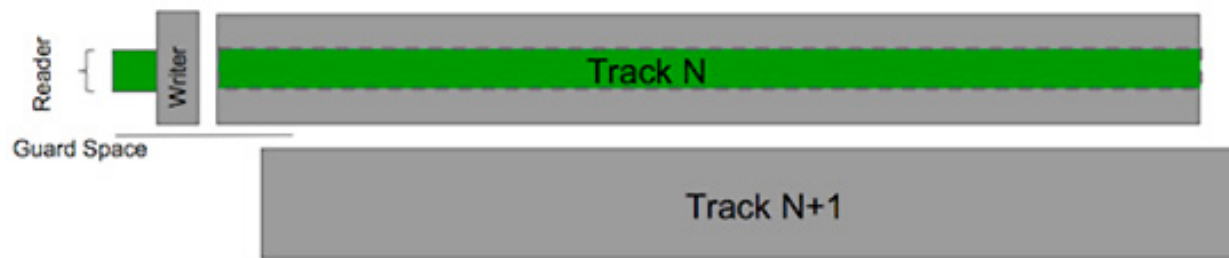 Reader
Writer
Track N
Guard Space
Track N+1